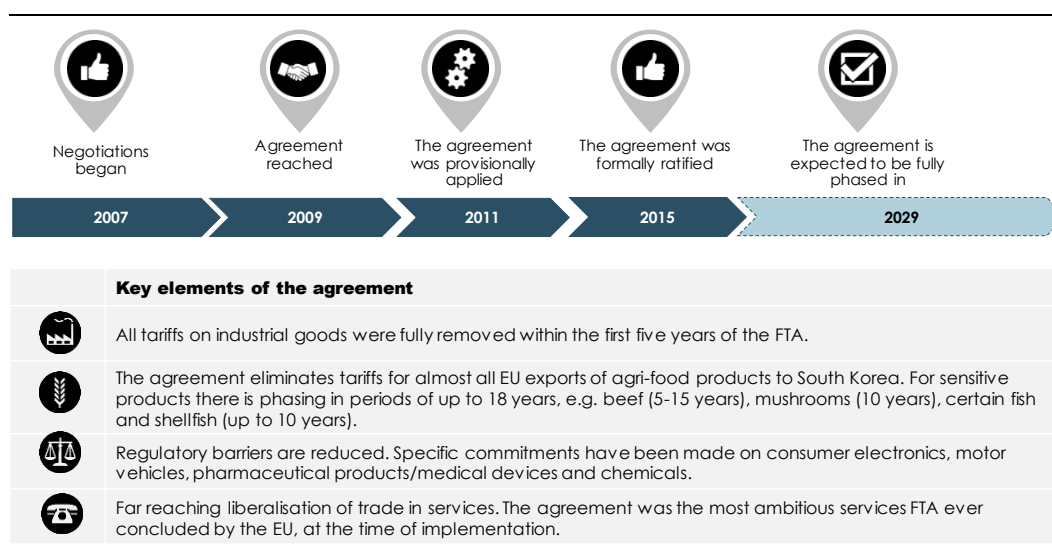 Negotiations
began
Agreement
reached
The agreement
was provisionally
applied
The agreement was
formally ratified
The agreement is
expected to be fully
phased in
2007
2009
2011
2015
2029
Key elements of the agreement
All tariffs on industrial goods were fully removed within the first five years of the FTA.
The agreement eliminates tariffs for almost all EU exports of agri-food products to South Korea. For sensitive
products there is phasing in periods of up to 18 years, e.g. beef (5-15 years), mushrooms (10 years), certain fish
and shellfish (up to 10 years).
Regulatory barriers are reduced. Specific commitments have been made on consumer electronics, motor
vehicles, pharmaceutical products/medical devices and chemicals.
Far reaching liberalisation of trade in services. The agreement was the most ambitious services FTA ever
concluded by the EU, at the time of implementation.